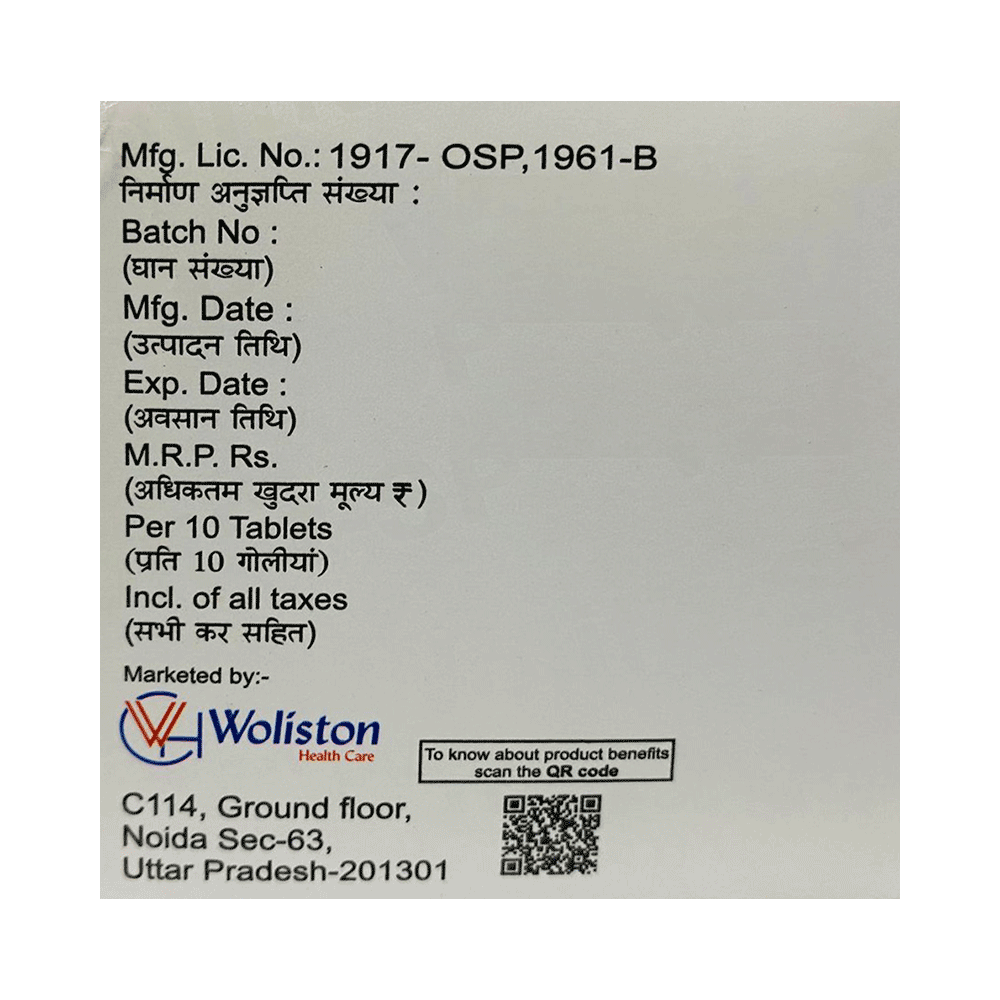 Mfg. Lic. No.: 1917- OSP,1961-B
निर्माण अनुज्ञप्ति संख्या :
Batch No :
(घान संख्या)
Mfg. Date :
(उत्पादन तिथि)
Exp. Date :
(अवसान तिथि)
M.R.P. Rs.
(अधिकतम खुदरा मूल्य ₹)
Per 10 Tablets
(प्रति 10 गोलीयां)
Incl. of all taxes
(सभी कर सहित)
Marketed by:-
Woliston
Health Care
To know about product benefits
scan the QR code
C114, Ground floor,
Noida Sec-63,
Uttar Pradesh-201301